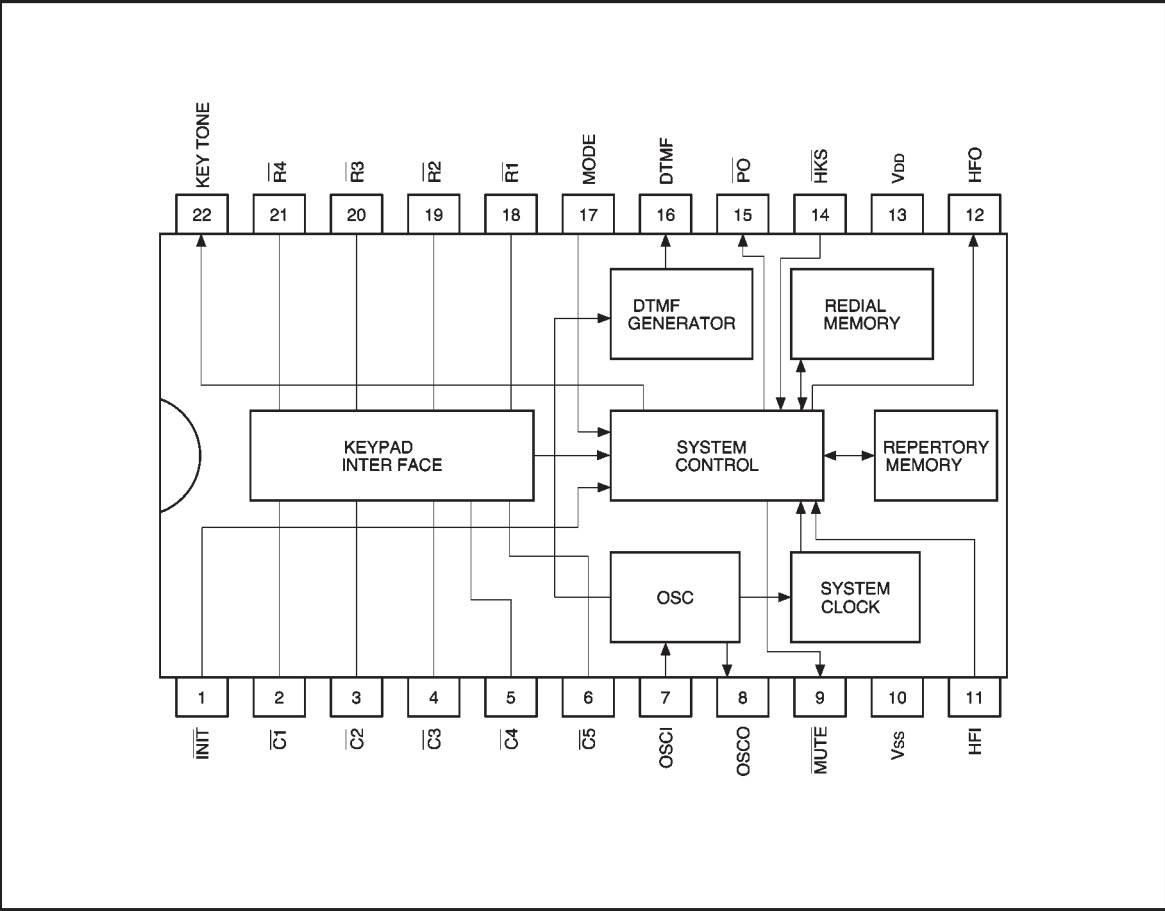 KEY TONE
R4
R3
R2
R1
MODE
DTMF
PO
HKS
VDD
HFO
22
21
20
19
18
17
16
15
14
13
12
DTMF
GENERATOR
REDIAL
MEMORY
KEYPAD
INTER FACE
SYSTEM
CONTROL
REPERTORY
MEMORY
OSC
SYSTEM
CLOCK
1
2
3
4
5
6
7
8
9
10
11
INIT
C1
C2
C3
C4
C5
OSCI
OSCO
MUTE
VSS
HFI